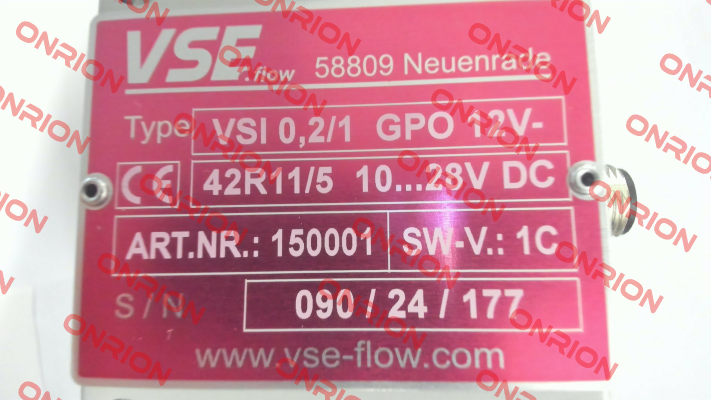 VSE.flow 58809 Neuenrade
Type VSI 0,2/1 GPO 12V-
CE 42R11/5 10...28V DC
ART.NR.: 150001 SW-V.: 1C
S / N 090 / 24 / 177
www.vse-flow.com
ONRION